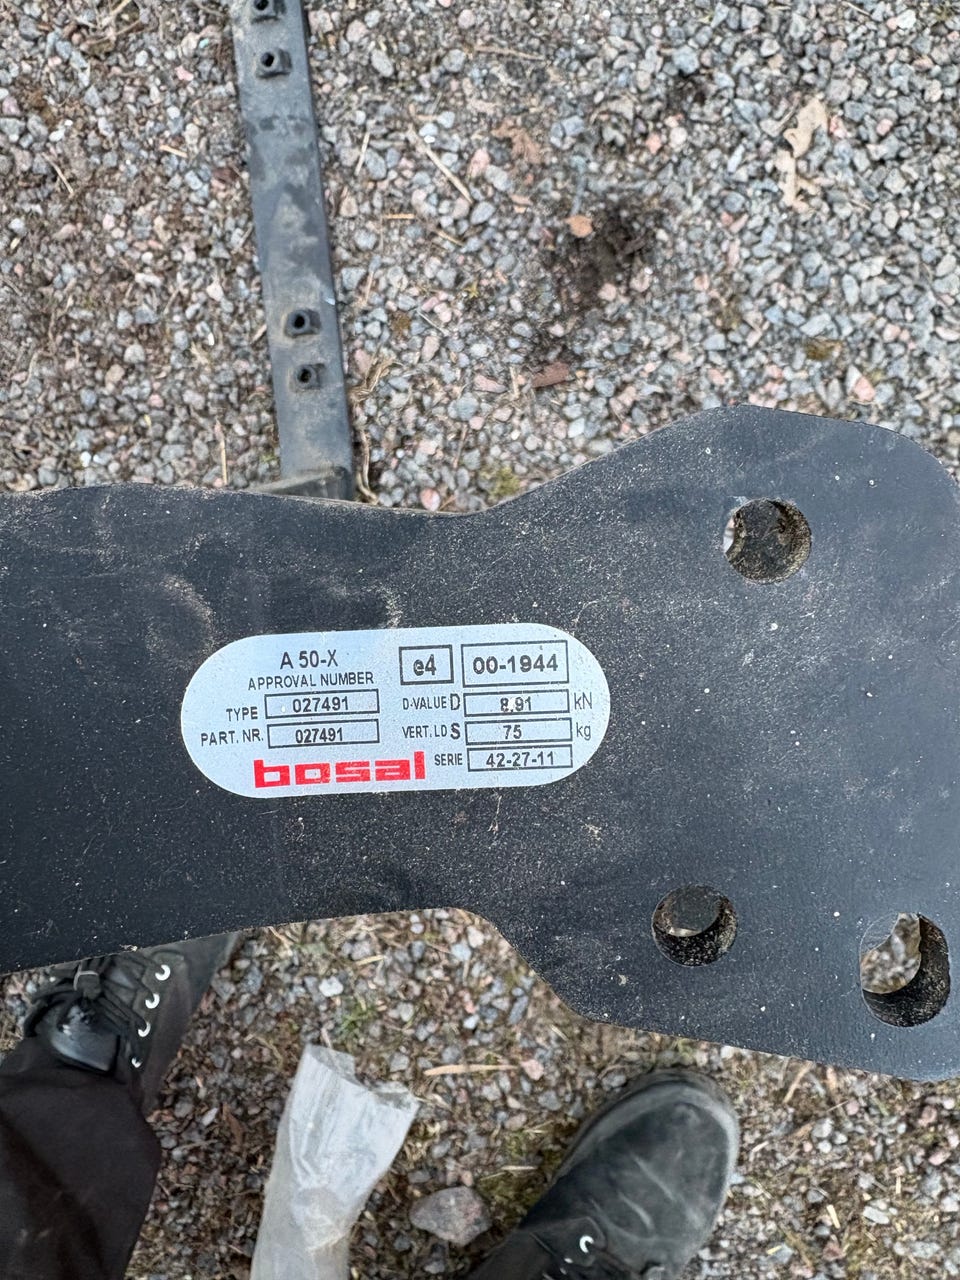 A 50-X
APPROVAL NUMBER
e4 00-1944
TYPE 027491
D-VALUE D 8.91 kN
PART. NR. 027491
VERT. LD S 75 kg
bosal
SERIE 42-27-11